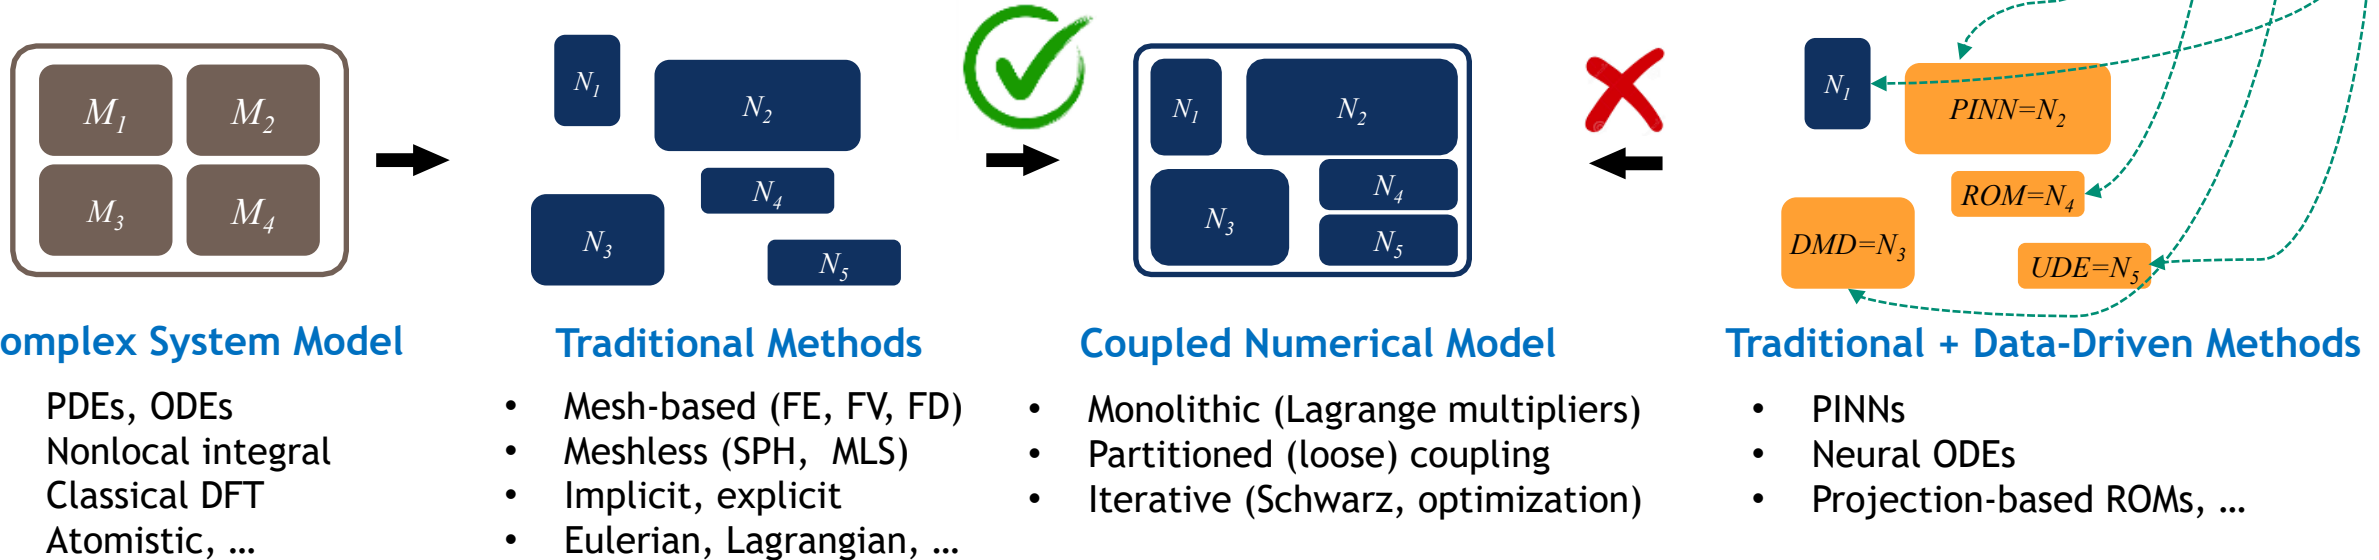 M1
M2
M3
M4
N1
N2
N3
N4
N5
N1
N2
N3
N4
N5
N1
PINN=N2
ROM=N4
DMD=N3
UDE=N5
omplex System Model
PDEs, ODEs
Nonlocal integral
Classical DFT
Atomistic, …
Traditional Methods
• Mesh-based (FE, FV, FD)
• Meshless (SPH, MLS)
• Implicit, explicit
• Eulerian, Lagrangian, …
Coupled Numerical Model
• Monolithic (Lagrange multipliers)
• Partitioned (loose) coupling
• Iterative (Schwarz, optimization)
Traditional + Data-Driven Methods
• PINNs
• Neural ODEs
• Projection-based ROMs, …